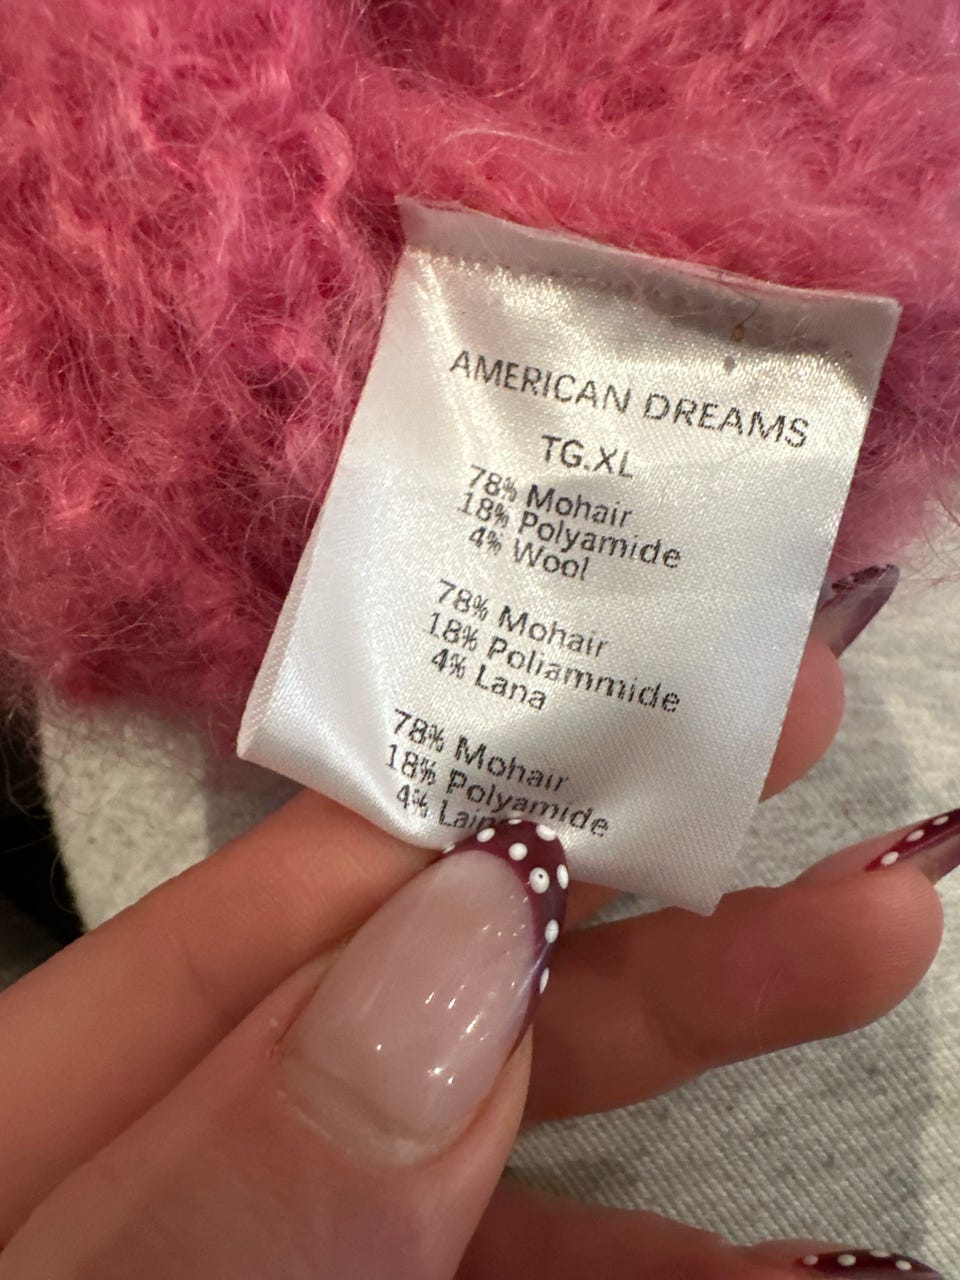 AMERICAN DREAMS
TG.XL
78% Mohair
18% Polyamide
4% Wool
78% Mohair
18% Poliammide
4% Lana
78% Mohair
18% Polyamide
4%